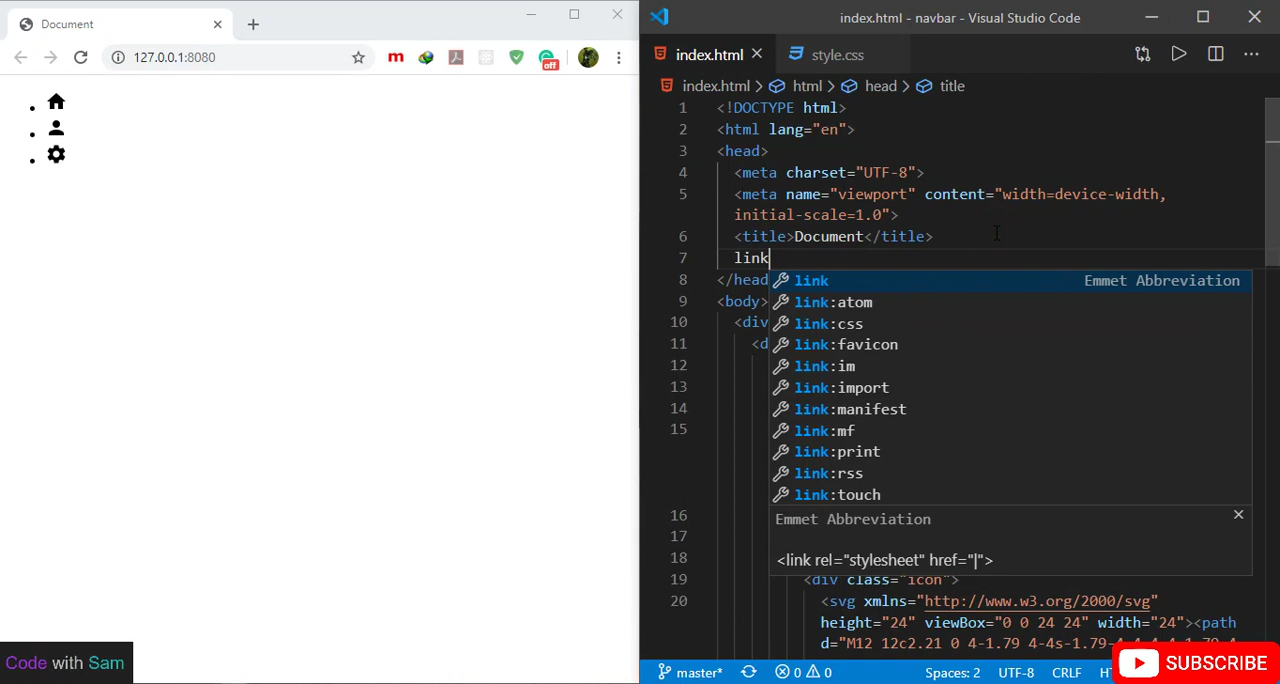 Document
127.0.0.1:8080
m
off
Code with Sam
index.html - navbar - Visual Studio Code
index.html
style.css
index.html > html > head > title
1 <!DOCTYPE html>
2 <html lang="en">
3 <head>
4 <meta charset="UTF-8">
5 <meta name="viewport" content="width=device-width,
initial-scale=1.0">
6 <title>Document</title>
7 link
8 </head
9 <body>
10 <div
11 <d
12
13
14
15
16
17
18
19 <div class="icon">
20 <svg xmlns="http://www.w3.org/2000/svg"
height="24" viewBox="0 0 24 24" width="24"><path
link Emmet Abbreviation
link:atom
link:css
link:favicon
link:im
link:import
link:manifest
link:mf
link:print
link:rss
link:touch
Emmet Abbreviation
<link rel="stylesheet" href="|">
d="M12 12c2.21 0 4-1.79 4-4s-1.79-4
master*
0 0
Spaces: 2 UTF-8 CRLF
SUBSCRIBE